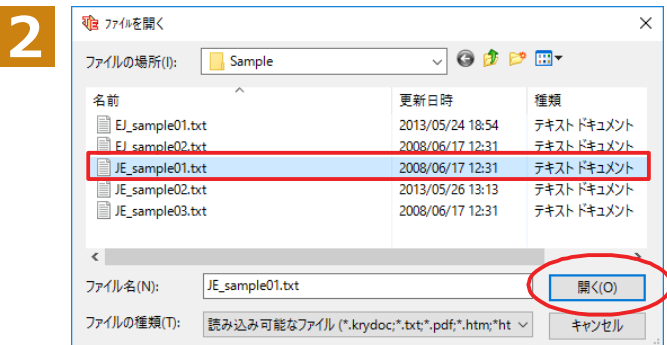 2
ファイルを開く
ファイルの場所(I): Sample
名前 更新日時 種類
EJ_sample01.txt 2013/05/24 18:54 テキスト ドキュメント
EJ_sample02.txt 2008/06/17 12:31 テキスト ドキュメント
JE_sample01.txt 2008/06/17 12:31 テキスト ドキュメント
JE_sample02.txt 2013/05/26 13:13 テキスト ドキュメント
JE_sample03.txt 2008/06/17 12:31 テキスト ドキュメント
ファイル名(N): JE_sample01.txt 開く(O)
ファイルの種類(T): 読み込み可能なファイル (*.krydoc;*.txt;*.pdf;*.htm;*ht キャンセル